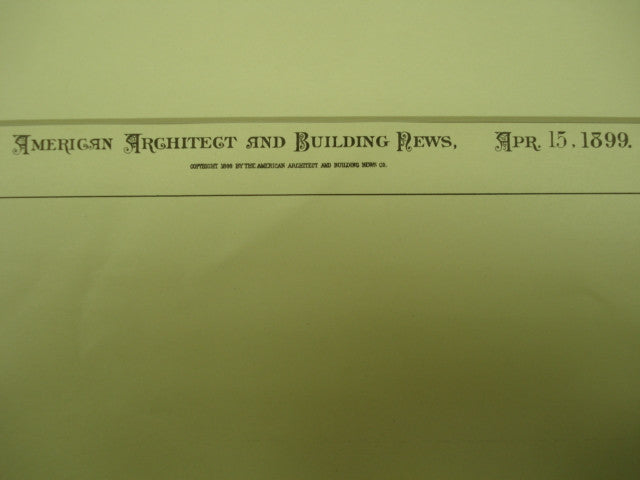 AMERICAN ARCHITECT AND BUILDING NEWS, APR. 15. 1899.
COPYRIGHT 1899 BY THE AMERICAN ARCHITECT AND BUILDING NEWS CO.